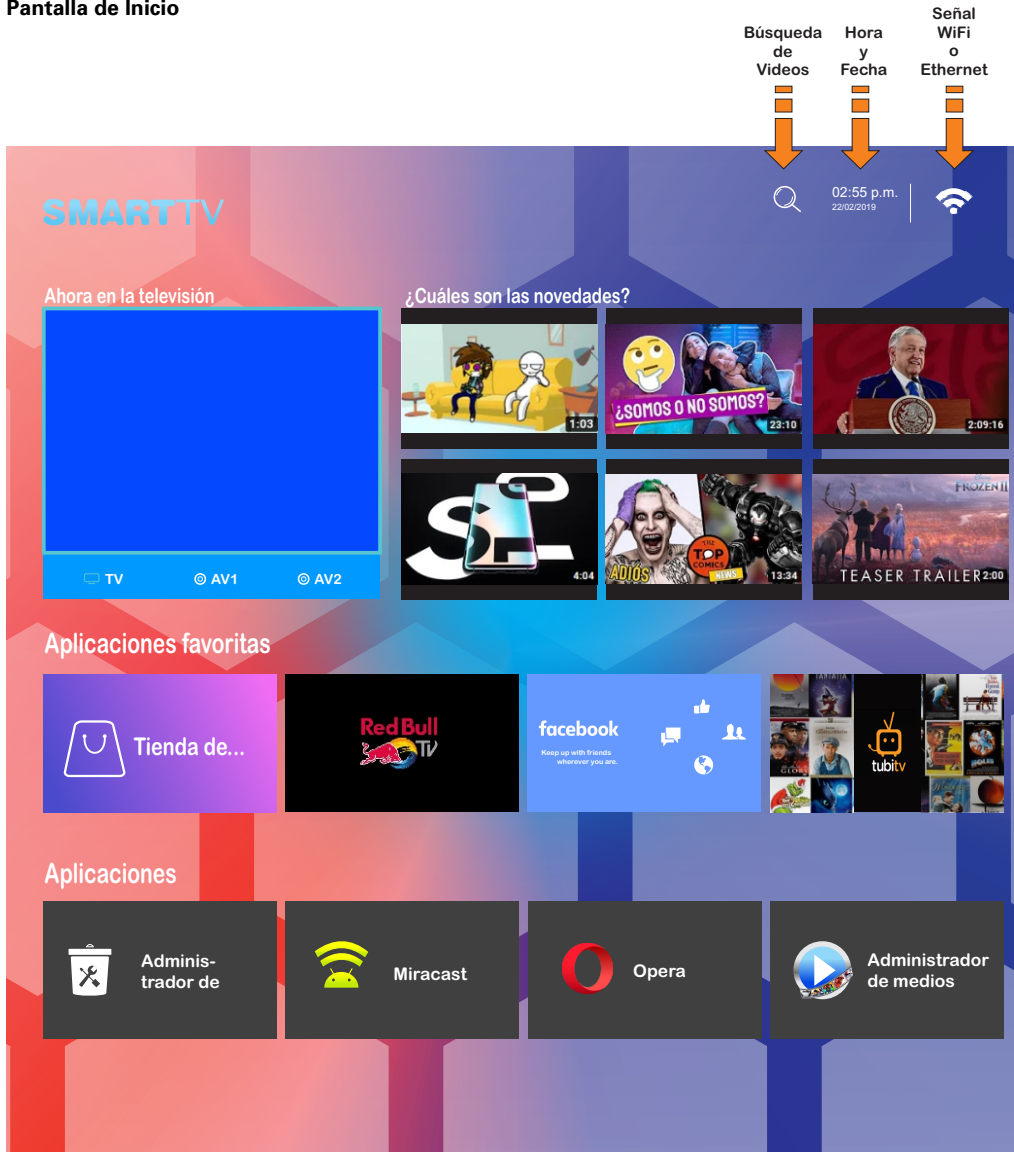 Pantalla de Inicio
Búsqueda
de
Videos
Hora
y
Fecha
Señal
WiFi
o
Ethernet
SMARTTV
02:55 p.m.
22/02/2019
Ahora en la televisión
¿Cuáles son las novedades?
1:03
¿SOMOS O NO SOMOS?
23:10
2:09:16
4:04
ADIÓS
THE
TOP
COMICS
NEWS
13:34
Disney
FROZEN II
TEASER TRAILER
2:00
TV
AV1
AV2
Aplicaciones favoritas
Tienda de...
Red Bull
TV
facebook
Keep up with friends
wherever you are.
tubitv
GLORY
Aplicaciones
Adminis-
trador de
Miracast
Opera
Administrador
de medios